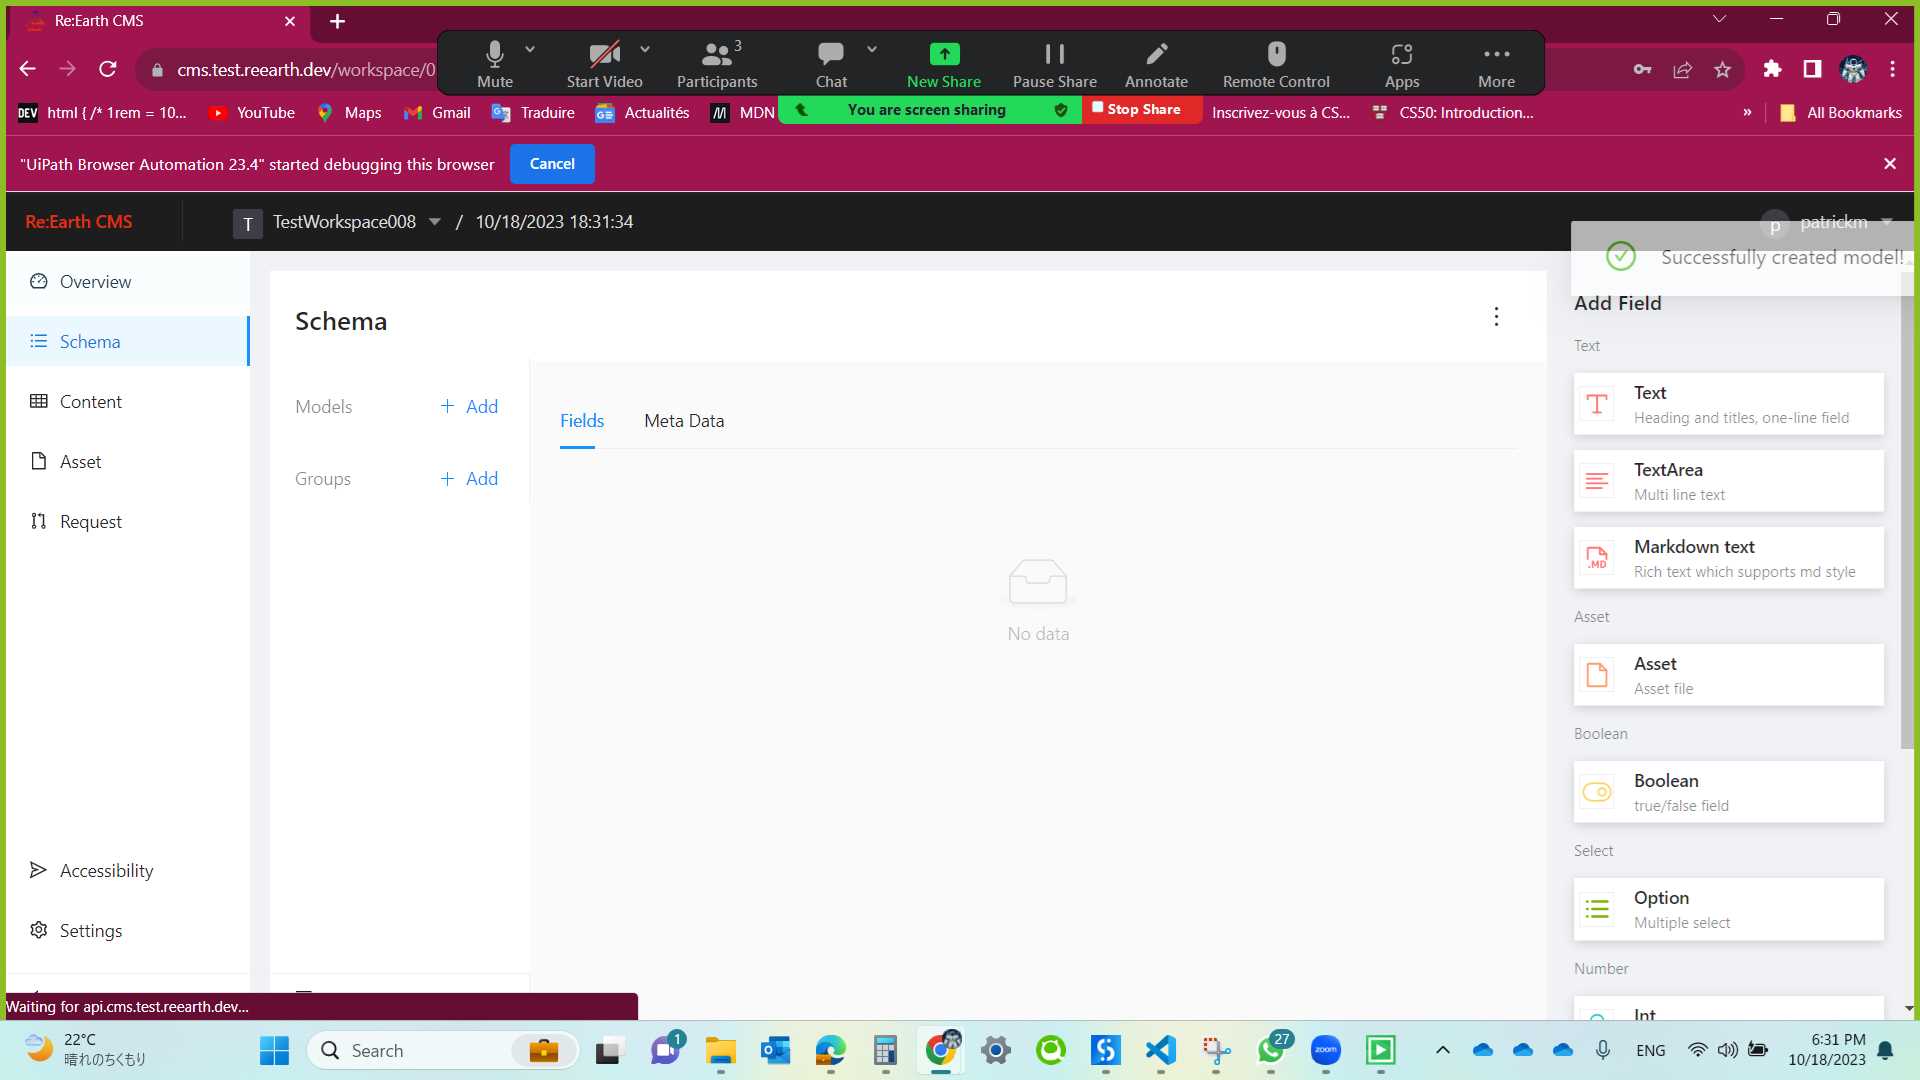 Re:Earth CMS
3
Mute
Start Video
Participants
Chat
New Share
Pause Share
Annotate
Remote Control
Apps
More
cms.test.reearth.dev/workspace/0
DEV html { /* 1rem = 10...
YouTube
Maps
Gmail
Traduire
Actualités
MDN
You are screen sharing
Stop Share
Inscrivez-vous à CS...
CS50: Introduction...
»
All Bookmarks
"UiPath Browser Automation 23.4" started debugging this browser
Cancel
Re:Earth CMS
T TestWorkspace008 / 10/18/2023 18:31:34
p patrickm
Successfully created model!
Overview
Schema
Content
Asset
Request
Accessibility
Settings
Schema
Models
+ Add
Groups
+ Add
Fields
Meta Data
No data
Add Field
Text
Text
Heading and titles, one-line field
TextArea
Multi line text
.MD
Markdown text
Rich text which supports md style
Asset
Asset
Asset file
Boolean
Boolean
true/false field
Select
Option
Multiple select
Number
Int
Waiting for api.cms.test.reearth.dev...
22°C
晴れのちくもり
Search
1
27
zoom
ENG
6:31 PM
10/18/2023